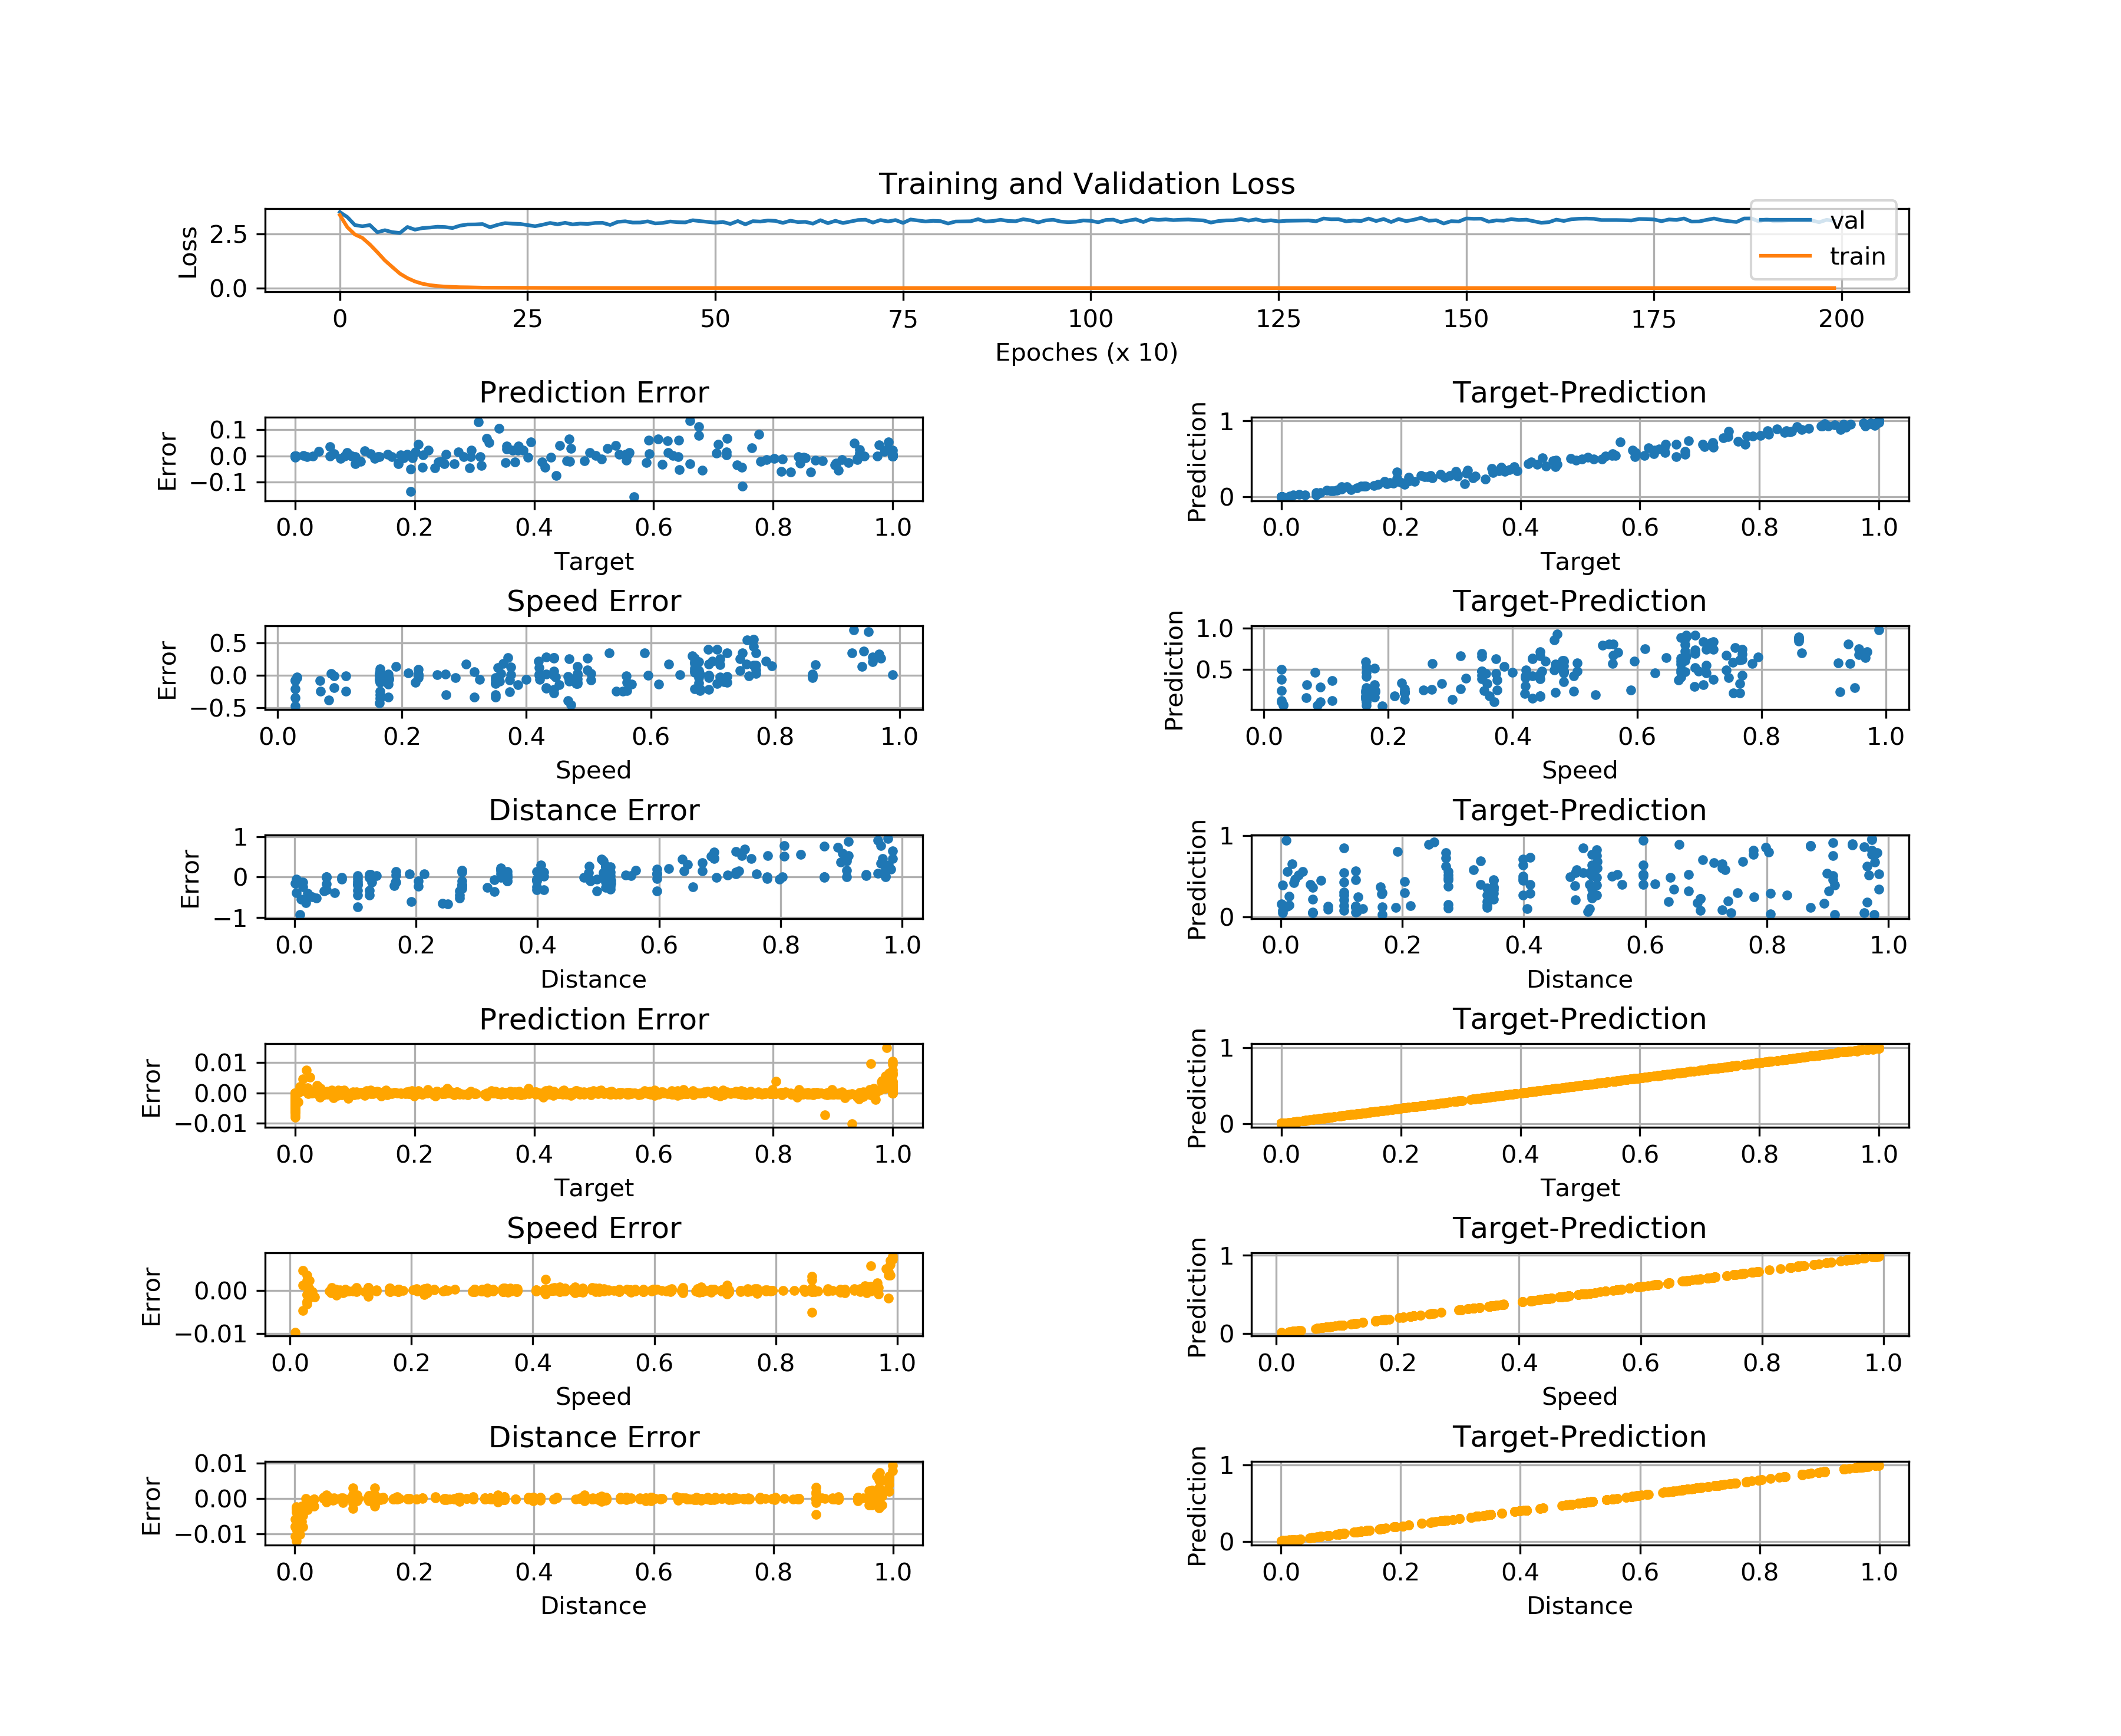 Training and Validation Loss
Loss
2.5
0.0
val
train
0 25 50 75 100 125 150 175 200
Epoches (x 10)
Prediction Error
Error
0.1
0.0
−0.1
0.0 0.2 0.4 0.6 0.8 1.0
Target
Target-Prediction
Prediction
1
0
0.0 0.2 0.4 0.6 0.8 1.0
Target
Speed Error
Error
0.5
0.0
−0.5
0.0 0.2 0.4 0.6 0.8 1.0
Speed
Target-Prediction
Prediction
1.0
0.5
0.0 0.2 0.4 0.6 0.8 1.0
Speed
Distance Error
Error
1
0
−1
0.0 0.2 0.4 0.6 0.8 1.0
Distance
Target-Prediction
Prediction
1
0
0.0 0.2 0.4 0.6 0.8 1.0
Distance
Prediction Error
Error
0.01
0.00
−0.01
0.0 0.2 0.4 0.6 0.8 1.0
Target
Target-Prediction
Prediction
1
0
0.0 0.2 0.4 0.6 0.8 1.0
Target
Speed Error
Error
0.00
−0.01
0.0 0.2 0.4 0.6 0.8 1.0
Speed
Target-Prediction
Prediction
1
0
0.0 0.2 0.4 0.6 0.8 1.0
Speed
Distance Error
Error
0.01
0.00
−0.01
0.0 0.2 0.4 0.6 0.8 1.0
Distance
Target-Prediction
Prediction
1
0
0.0 0.2 0.4 0.6 0.8 1.0
Distance